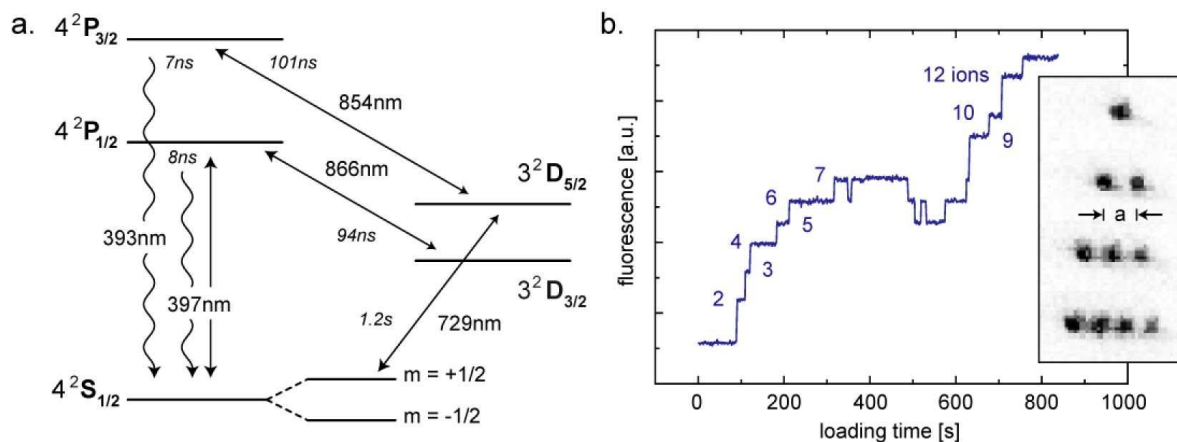 a.
4²P₃/₂
7ns
101ns
854nm
4²P₁/₂
8ns
866nm
3²D₅/₂
94ns
393nm
3²D₃/₂
397nm
1.2s
729nm
4²S₁/₂
m = +1/2
m = -1/2
b.
fluorescence [a.u.]
12 ions
10
9
7
6
5
4
3
2
a
0
200
400
600
800
1000
loading time [s]